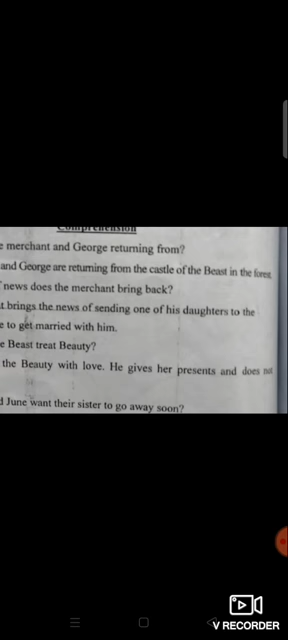 Comprehension
e merchant and George returning from?
and George are returning from the castle of the Beast in the forest.
news does the merchant bring back?
t brings the news of sending one of his daughters to the
e to get married with him.
e Beast treat Beauty?
the Beauty with love. He gives her presents and does not
d June want their sister to go away soon?
V RECORDER